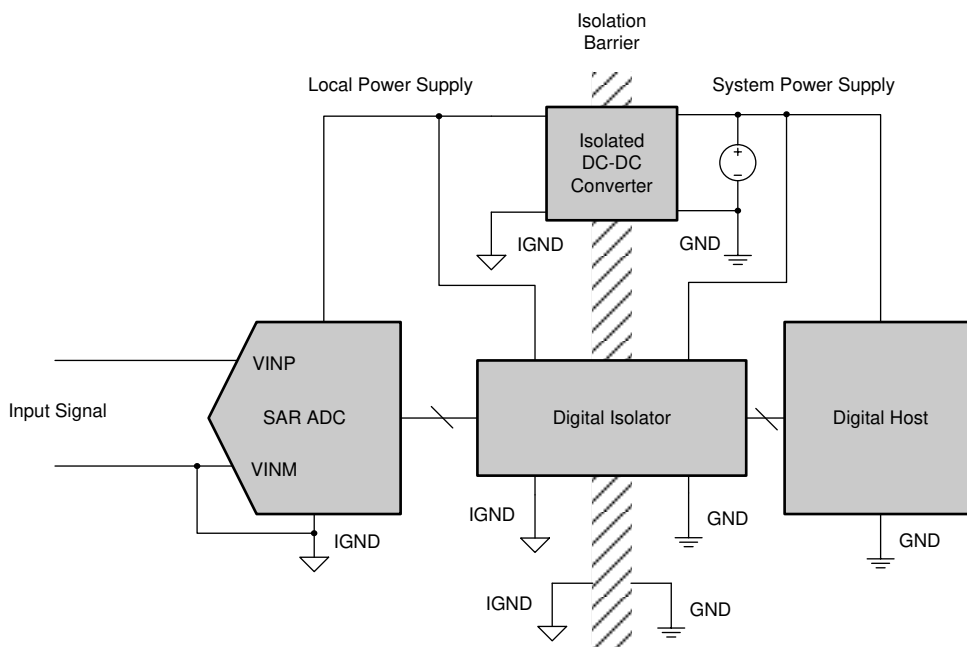 Isolation
Barrier
Local Power Supply
System Power Supply
Isolated
DC-DC
Converter
+
−
IGND
GND
VINP
Input Signal
SAR ADC
Digital Isolator
Digital Host
VINM
IGND
IGND
GND
GND
IGND
GND